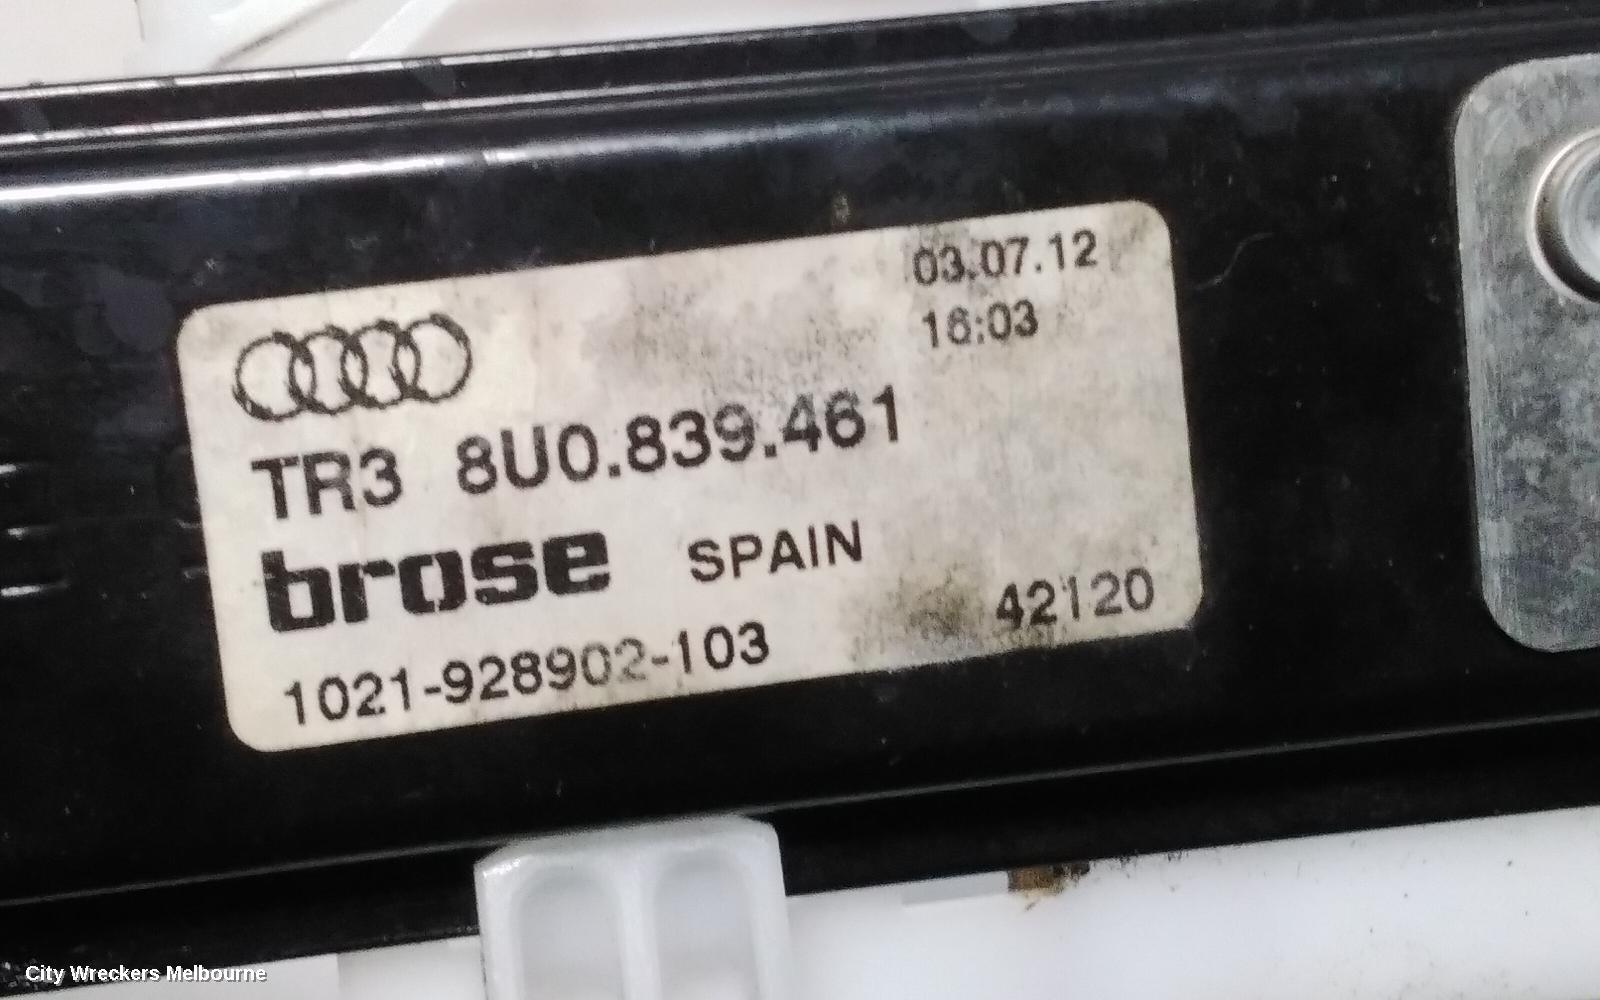 03.07.12
16:03
TR3 8U0.839.461
brose SPAIN
42120
1021-928902-103
City Wreckers Melbourne